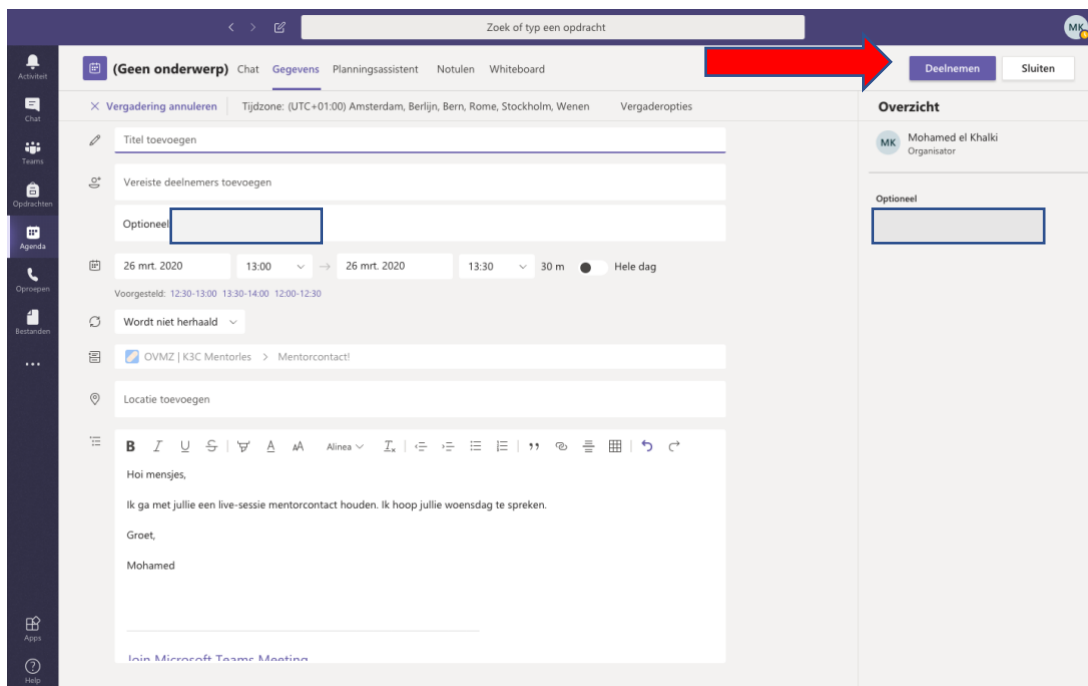 Zoek of typ een opdracht
MK
Activiteit
Chat
Teams
Opdrachten
Agenda
Oproepen
Bestanden
Apps
Help
(Geen onderwerp) Chat Gegevens Planningsassistent Notulen Whiteboard
Deelnemen Sluiten
Vergadering annuleren Tijdzone: (UTC+01:00) Amsterdam, Berlijn, Bern, Rome, Stockholm, Wenen Vergaderopties
Titel toevoegen
Vereiste deelnemers toevoegen
Optioneel
26 mrt. 2020 13:00 → 26 mrt. 2020 13:30 30 m Hele dag
Voorgesteld: 12:30-13:00 13:30-14:00 12:00-12:30
Wordt niet herhaald
OVMZ | K3C Mentorles > Mentorcontact!
Locatie toevoegen
B I U S A AA Alinea Ix
Hoi mensjes,
Ik ga met jullie een live-sessie mentorcontact houden. Ik hoop jullie woensdag te spreken.
Groet,
Mohamed
Join Microsoft Teams Meeting
Overzicht
MK Mohamed el Khalki
Organisator
Optioneel